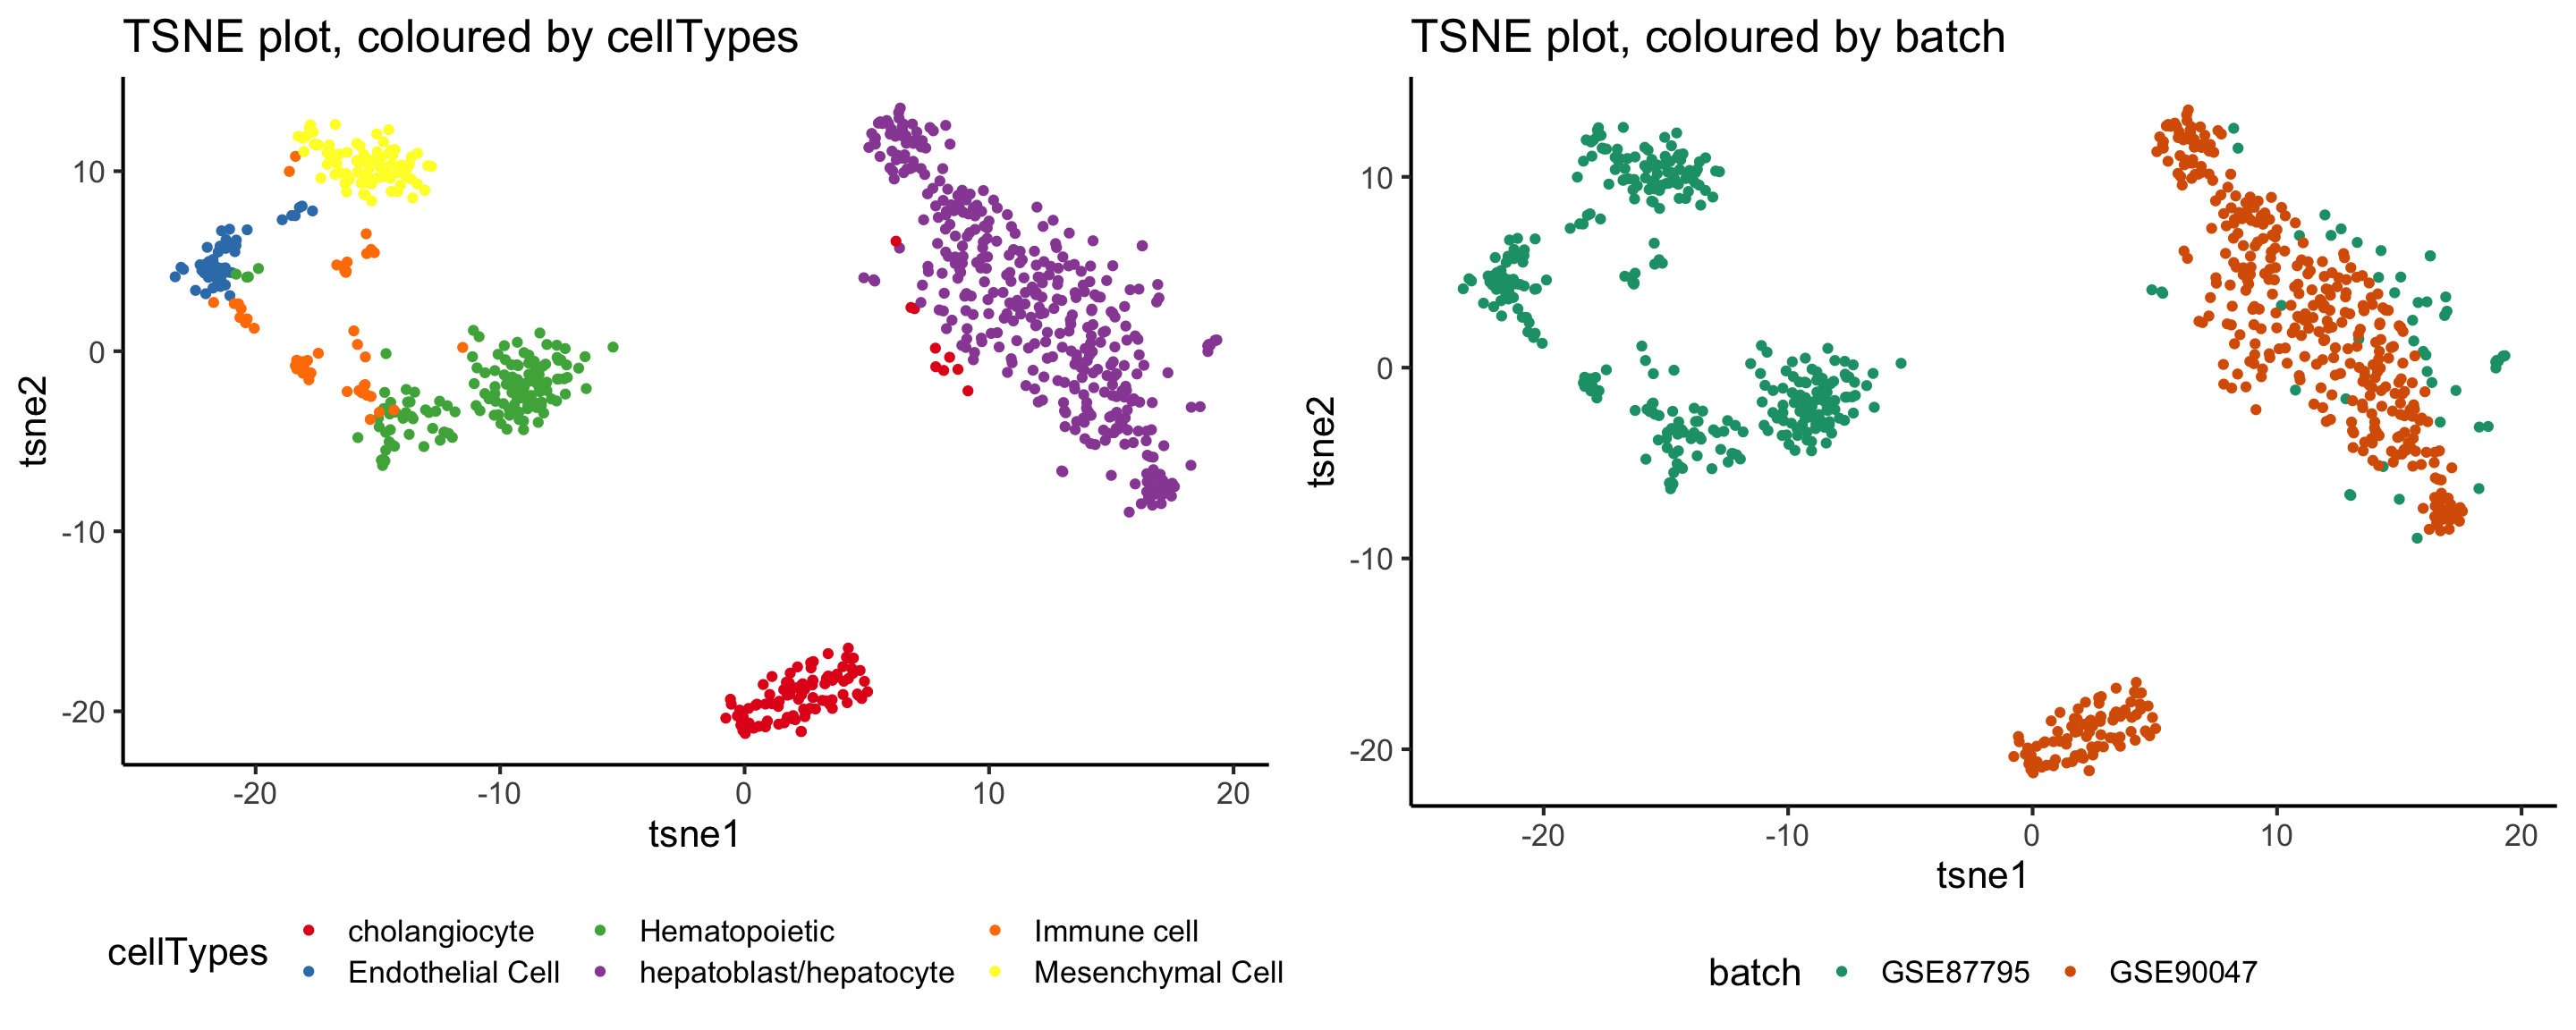 TSNE plot, coloured by cellTypes
10
0
-10
-20
tsne2
-20 -10 0 10 20
tsne1
cellTypes
cholangiocyte Hematopoietic Immune cell
Endothelial Cell hepatoblast/hepatocyte Mesenchymal Cell
TSNE plot, coloured by batch
10
0
-10
-20
tsne2
-20 -10 0 10 20
tsne1
batch GSE87795 GSE90047